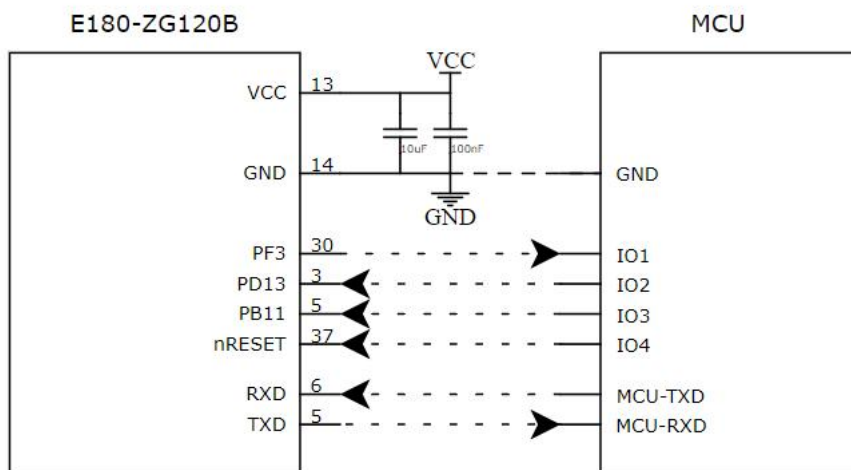 E180-ZG120B MCU
VCC
VCC 13
10uF 100nF
GND 14 GND
GND
PF3 30 IO1
PD13 3 IO2
PB11 5 IO3
nRESET 37 IO4
RXD 6 MCU-TXD
TXD 5 MCU-RXD